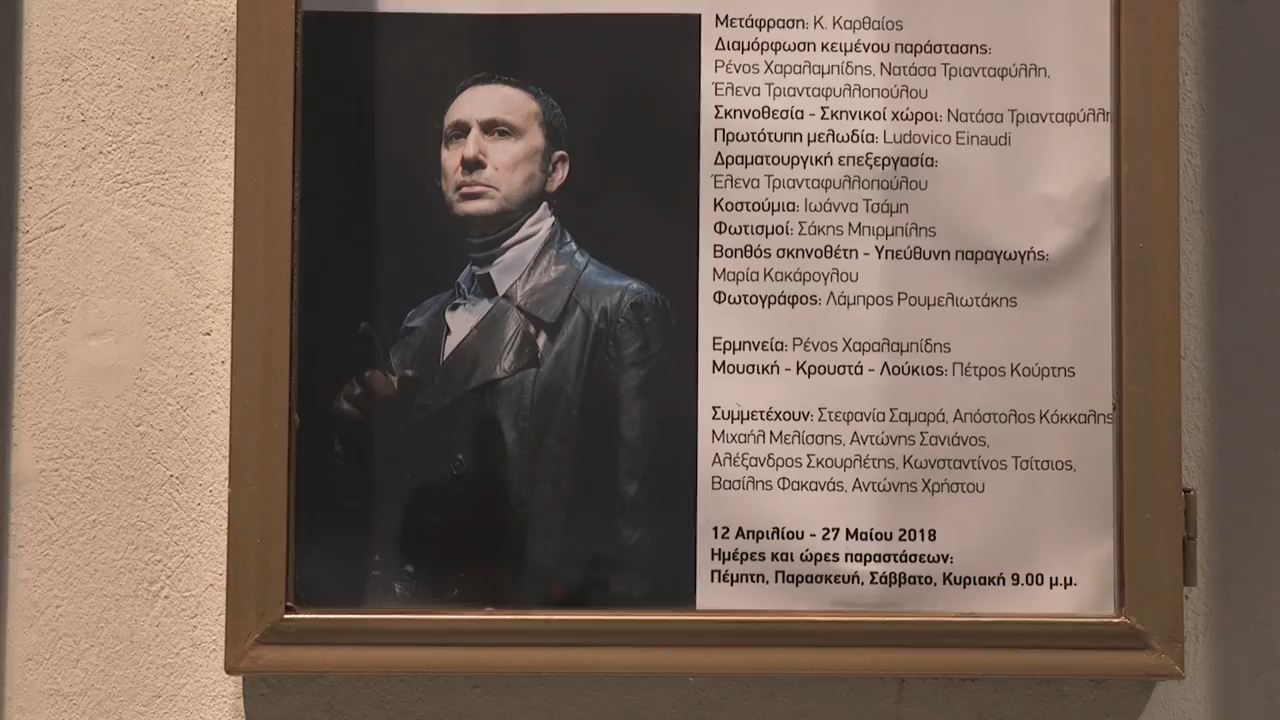 Μετάφραση: Κ. Καρθαίος
Διαμόρφωση κειμένου παράστασης:
Ρένος Χαραλαμπίδης, Νατάσα Τριανταφύλλη,
Έλενα Τριανταφυλλοπούλου
Σκηνοθεσία - Σκηνικοί χώροι: Νατάσα Τριανταφύλλη
Πρωτότυπη μελωδία: Ludovico Einaudi
Δραματουργική επεξεργασία:
Έλενα Τριανταφυλλοπούλου
Κοστούμια: Ιωάννα Τσάμη
Φωτισμοί: Σάκης Μπιρμπίλης
Βοηθός σκηνοθέτη - Υπεύθυνη παραγωγής:
Μαρία Κακάρογλου
Φωτογράφος: Λάμπρος Ρουμελιωτάκης
Ερμηνεία: Ρένος Χαραλαμπίδης
Μουσική - Κρουστά - Λούκιος: Πέτρος Κούρτης
Συμμετέχουν: Στεφανία Σαμαρά, Απόστολος Κόκκαλης
Μιχαήλ Μελίσσης, Αντώνης Σανιάνος,
Αλέξανδρος Σκουρλέτης, Κωνσταντίνος Τσίτσιος,
Βασίλης Φακανάς, Αντώνης Χρήστου
12 Απριλίου - 27 Μαίου 2018
Ημέρες και ώρες παραστάσεων:
Πέμπτη, Παρασκευή, Σάββατο, Κυριακή 9.00 μ.μ.